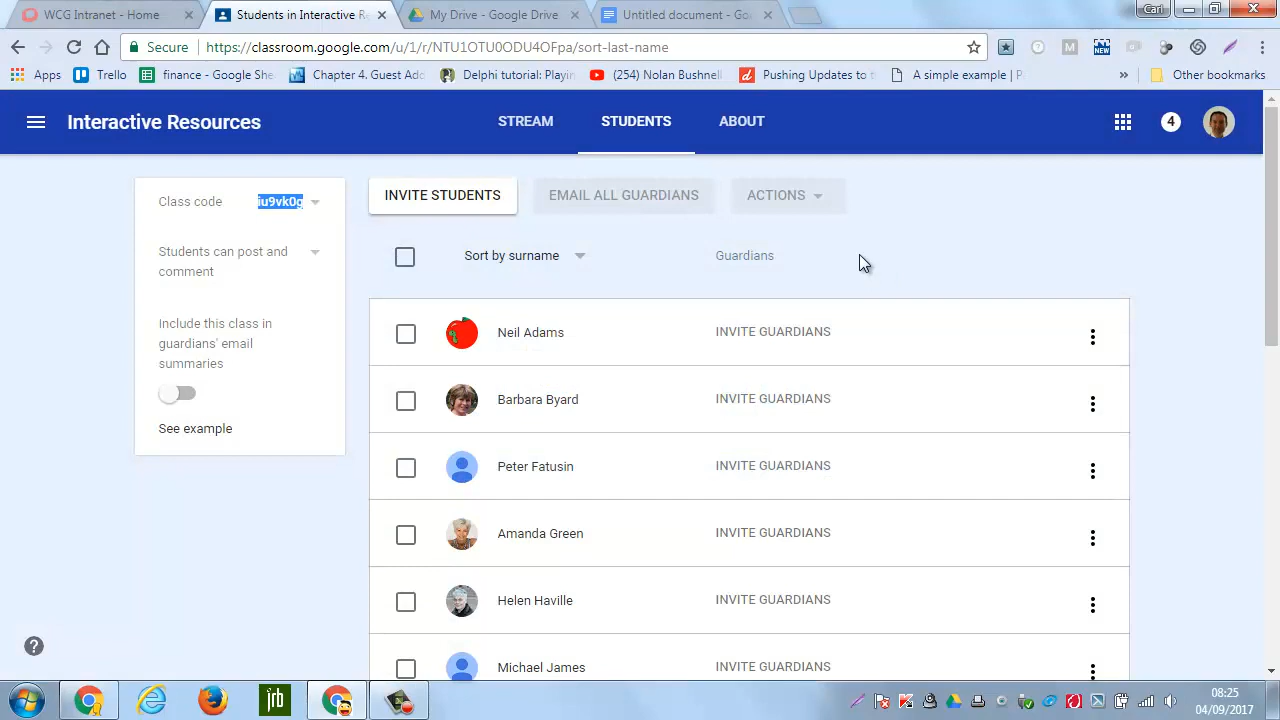 WCG Intranet - Home
Students in Interactive R
My Drive - Google Drive
Untitled document - Go
Carl
Secure
https://classroom.google.com/u/1/r/NTU1OTU0ODU4OFpa/sort-last-name
Apps
Trello
finance - Google She
Chapter 4. Guest Add
Delphi tutorial: Playin
(254) Nolan Bushne
Pushing Updates to t
A simple example | P
»
Other bookmarks
Interactive Resources
STREAM
STUDENTS
ABOUT
4
Class code
iu9vk0g
Students can post and
comment
Include this class in
guardians' email
summaries
See example
INVITE STUDENTS
EMAIL ALL GUARDIANS
ACTIONS
Sort by surname
Guardians
Neil Adams
INVITE GUARDIANS
Barbara Byard
INVITE GUARDIANS
Peter Fatusin
INVITE GUARDIANS
Amanda Green
INVITE GUARDIANS
Helen Haville
INVITE GUARDIANS
Michael James
INVITE GUARDIANS
?
jrb
08:25
04/09/2017